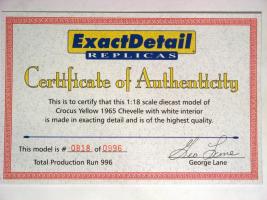 ExactDetail
REPLICAS
Certificate of Authenticity
This is to certify that this 1:18 scale diecast model of
Crocus Yellow 1965 Chevelle with white interior
is made in exacting detail and is of the highest quality.
This model is # 0818 of 0996
Total Production Run 996
George Lane